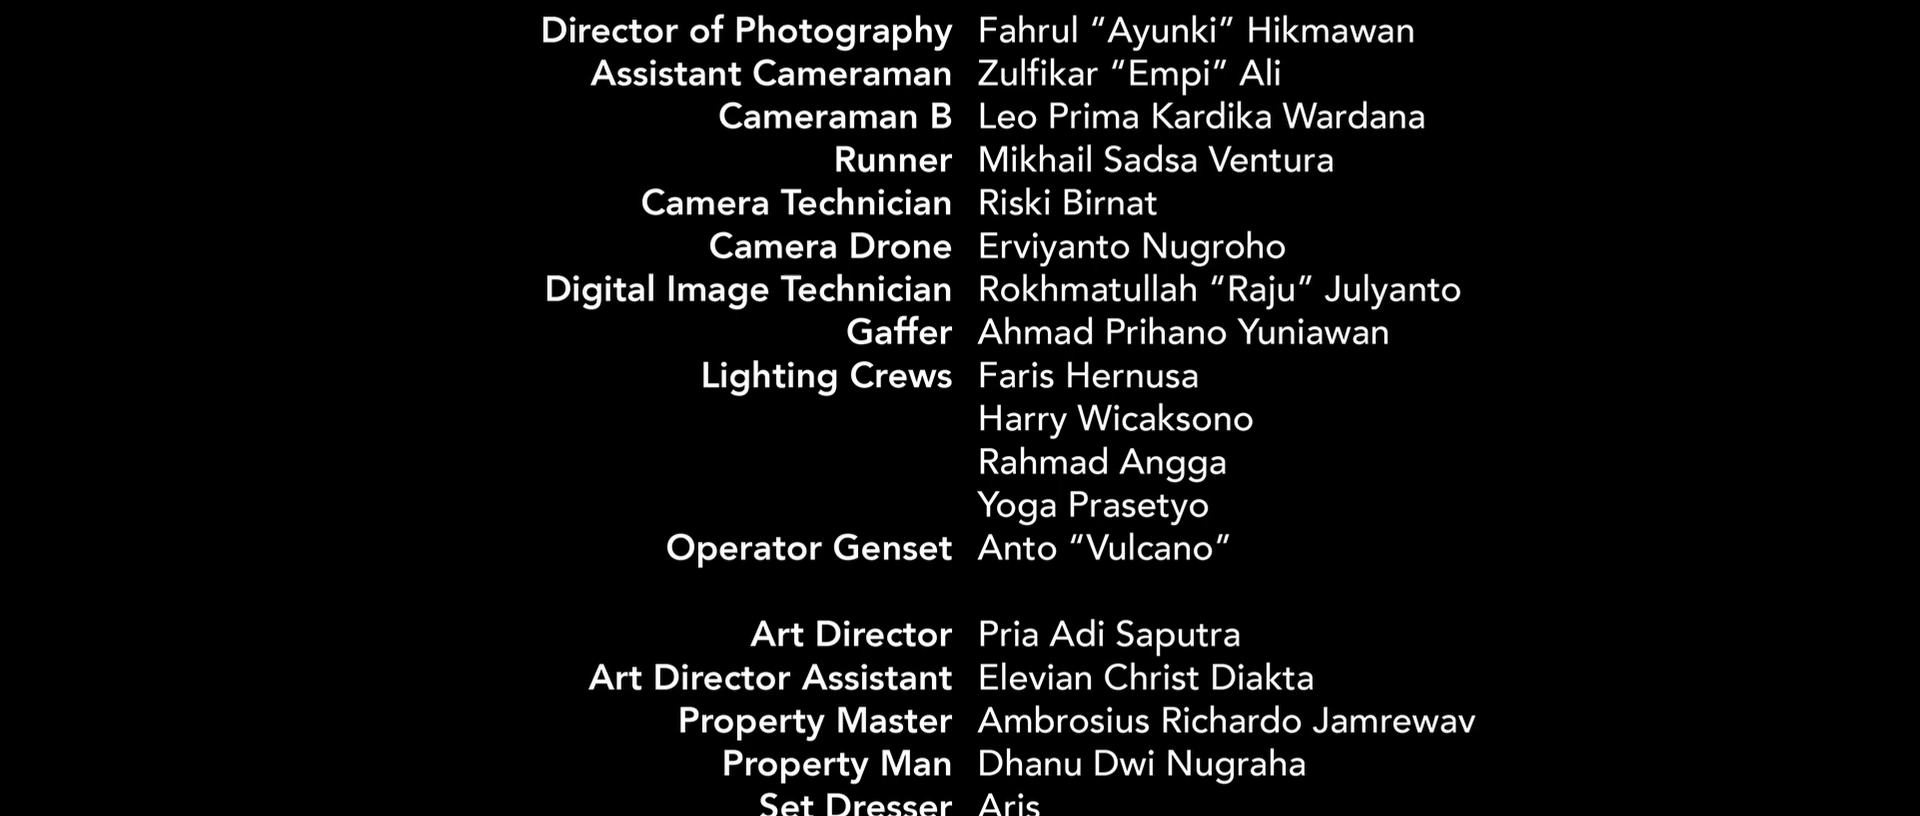 Director of Photography Fahrul “Ayunki” Hikmawan
Assistant Cameraman Zulfikar “Empi” Ali
Cameraman B Leo Prima Kardika Wardana
Runner Mikhail Sadsa Ventura
Camera Technician Riski Birnat
Camera Drone Erviyanto Nugroho
Digital Image Technician Rokhmatullah “Raju” Julyanto
Gaffer Ahmad Prihano Yuniawan
Lighting Crews Faris Hernusa
Harry Wicaksono
Rahmad Angga
Yoga Prasetyo
Operator Genset Anto “Vulcano”
Art Director Pria Adi Saputra
Art Director Assistant Elevian Christ Diakta
Property Master Ambrosius Richardo Jamrewav
Property Man Dhanu Dwi Nugraha
Set Dresser Aris